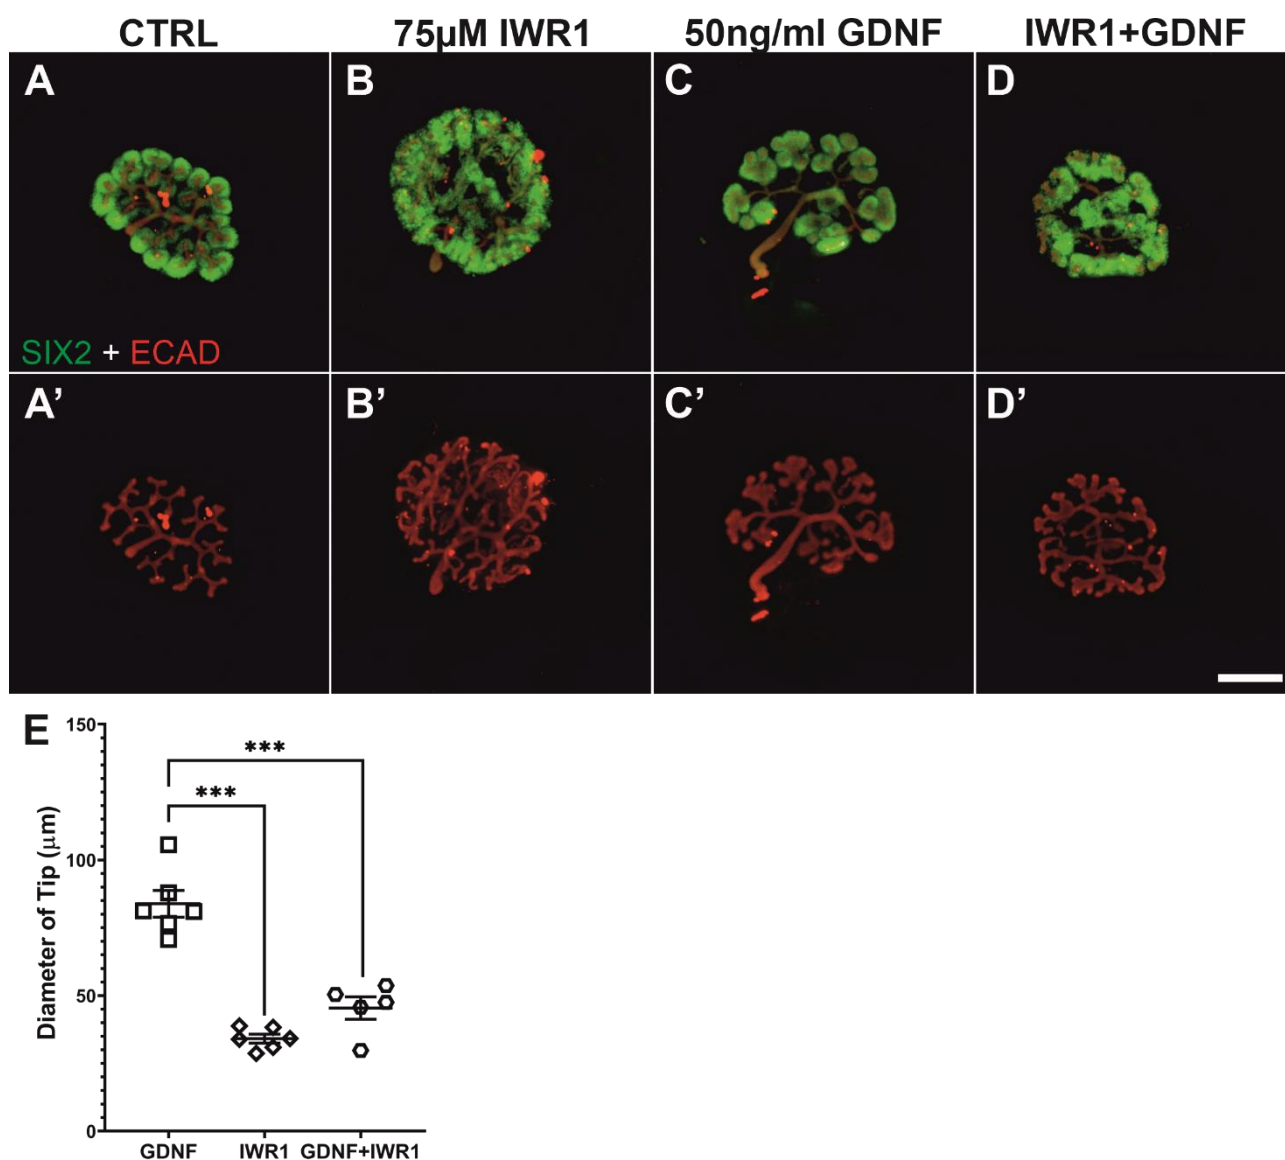 CTRL 75µM IWR1 50ng/ml GDNF IWR1+GDNF
A B C D
SIX2 + ECAD
A’ B’ C’ D’
E
150
***
***
100
50
0
Diameter of Tip (µm)
GDNF IWR1 GDNF+IWR1